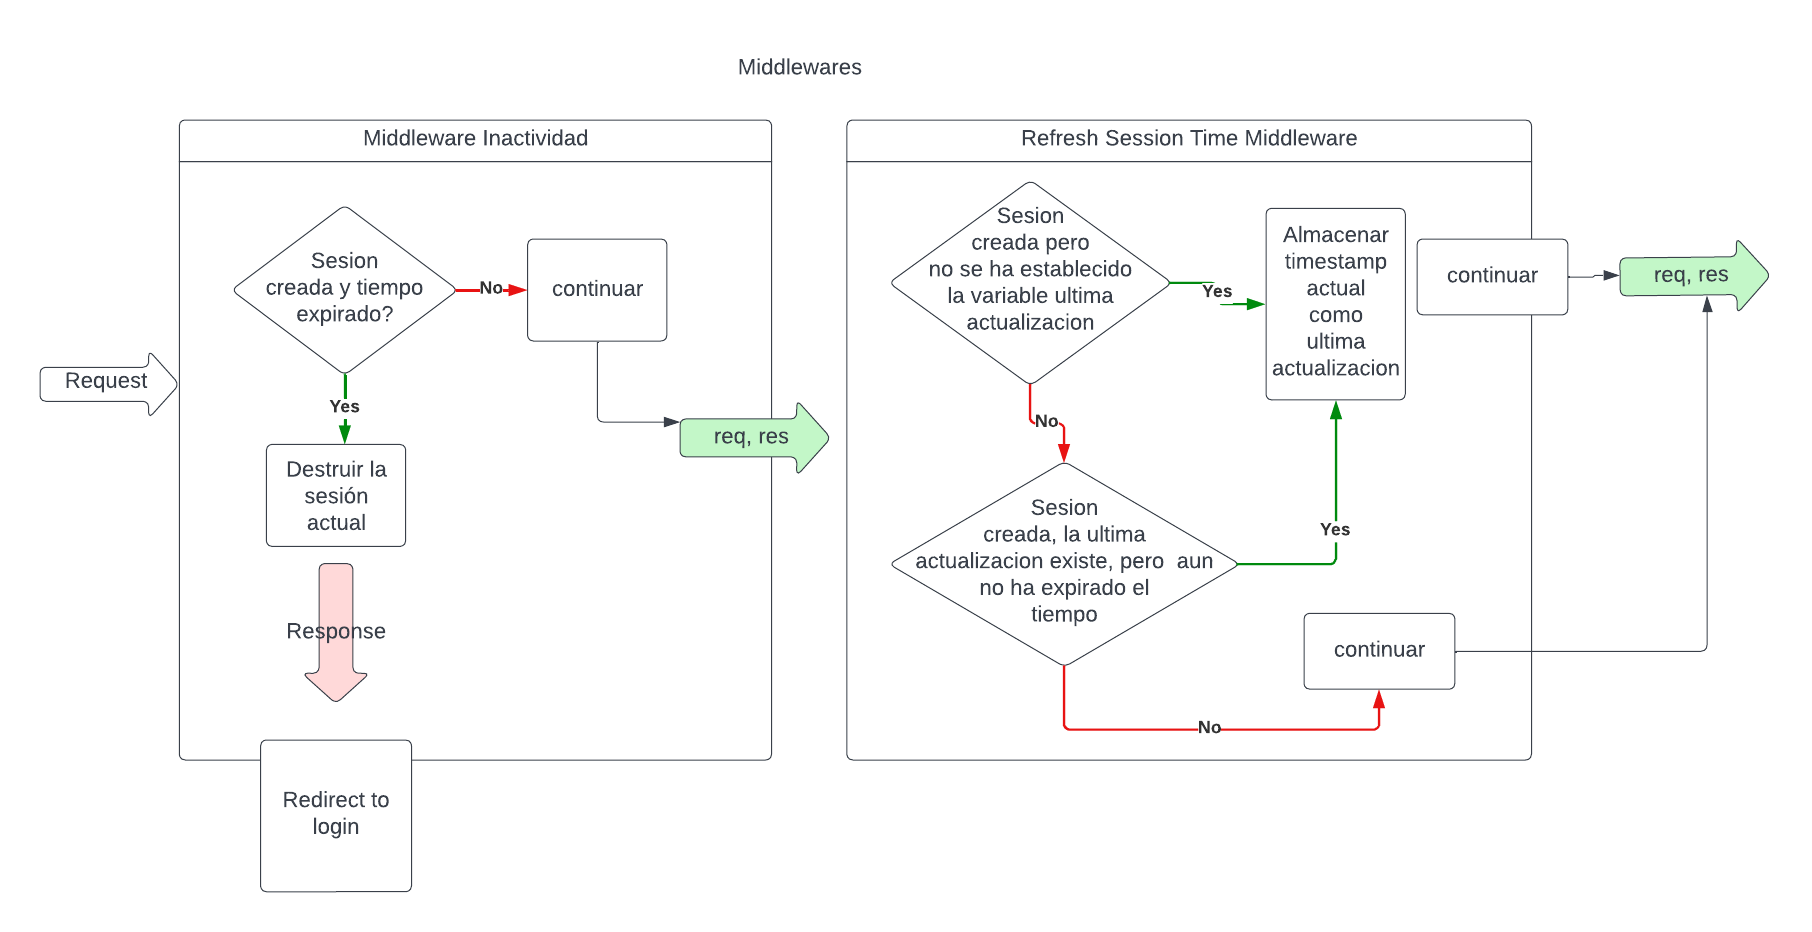 Middlewares
Middleware Inactividad
Request
Sesion
creada y tiempo
expirado?
No
continuar
Yes
Destruir la
sesión
actual
Response
Redirect to
login
req, res
Refresh Session Time Middleware
Sesion
creada pero
no se ha establecido
la variable ultima
actualizacion
Yes
Almacenar
timestamp
actual
como
ultima
actualizacion
continuar
req, res
No
Sesion
creada, la ultima
actualizacion existe, pero  aun
no ha expirado el
tiempo
Yes
No
continuar